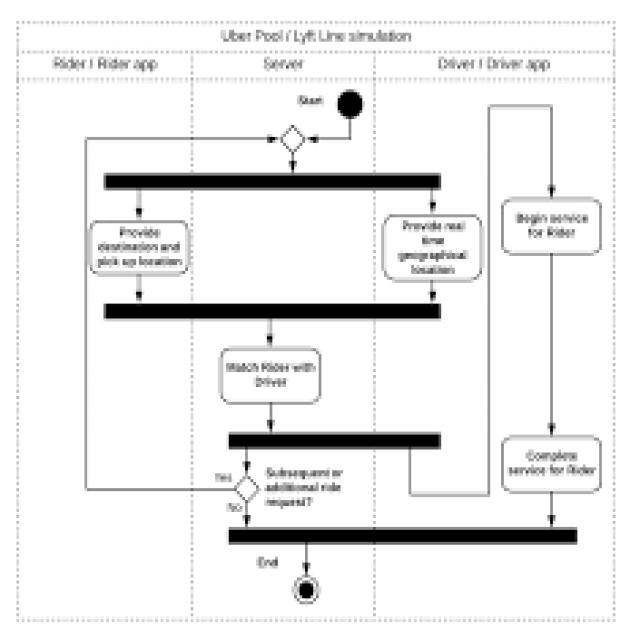 Uber Pool / Lyft Line simulation
Rider / Rider app
Server
Driver / Driver app
Start
Provide
destination and
pick up location
Provide real
time
geographical
location
Begin service
for Rider
Match Rider with
Driver
Yes
Subsequent or
additional ride
request?
No
Complete
service for Rider
End